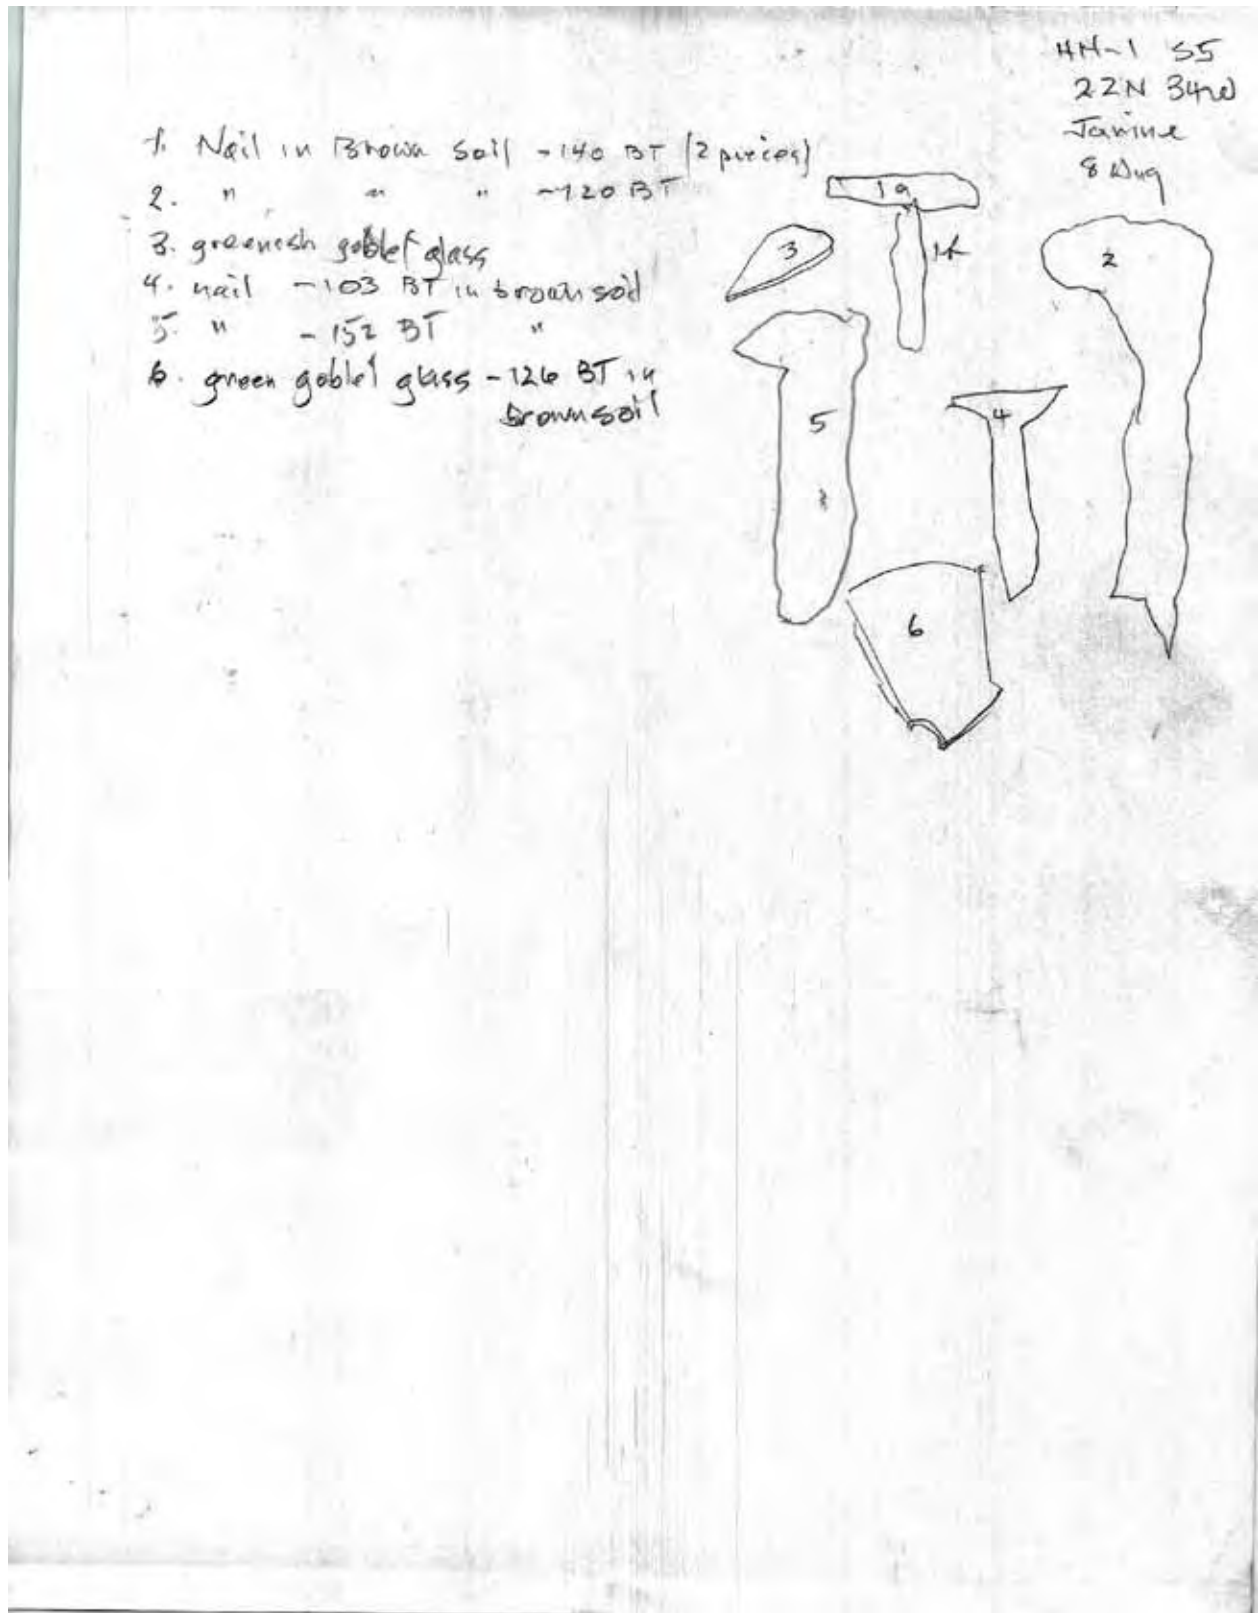 HH-1 S5
22N 34W
Janine
8 Aug
1. Nail in Brown Soil -140 BT (2 pieces)
2. " " " -120 BT
3. greenish goblet glass
4. nail -103 BT in brown soil
5. " -152 BT "
6. green goblet glass -126 BT in
brown soil
1a
1b
2
3
4
5
6